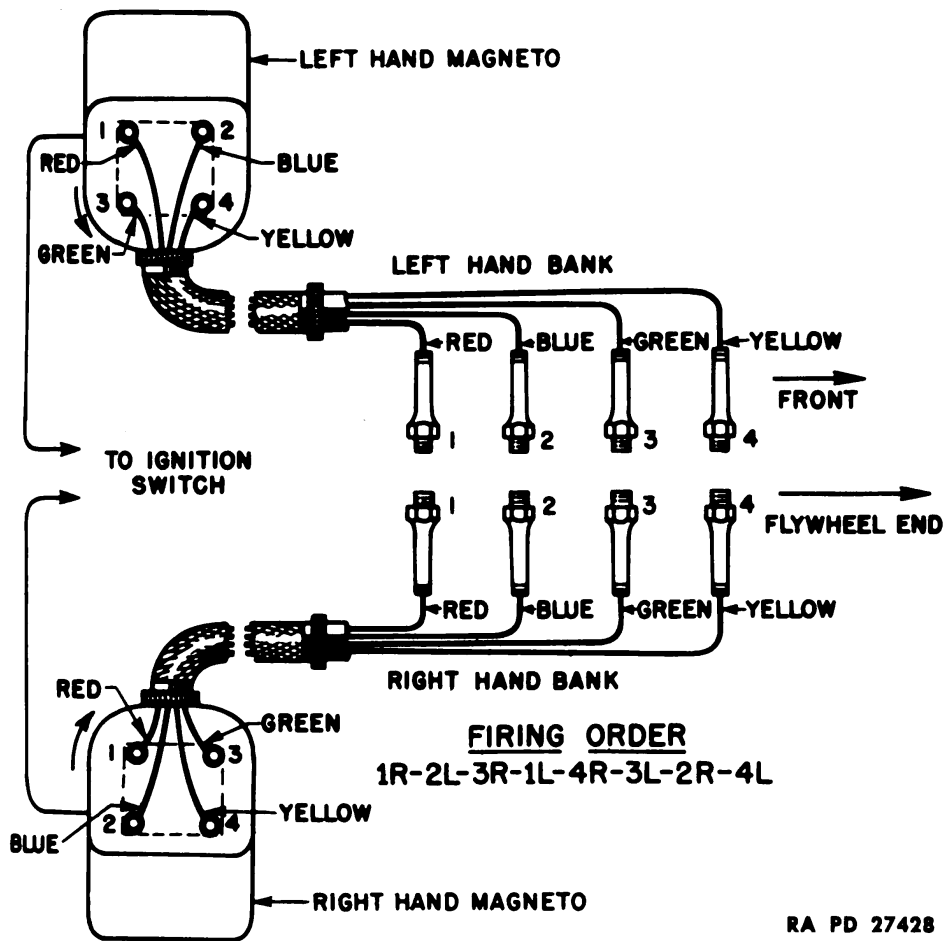 LEFT HAND MAGNETO
1
2
RED
BLUE
3
4
GREEN
YELLOW
LEFT HAND BANK
RED
BLUE
GREEN
YELLOW
FRONT
1
2
3
4
TO IGNITION
SWITCH
1
2
3
4
FLYWHEEL END
RED
BLUE
GREEN
YELLOW
RIGHT HAND BANK
RED
GREEN
1
3
FIRING ORDER
1R-2L-3R-1L-4R-3L-2R-4L
2
4
YELLOW
BLUE
RIGHT HAND MAGNETO
RA PD 27428